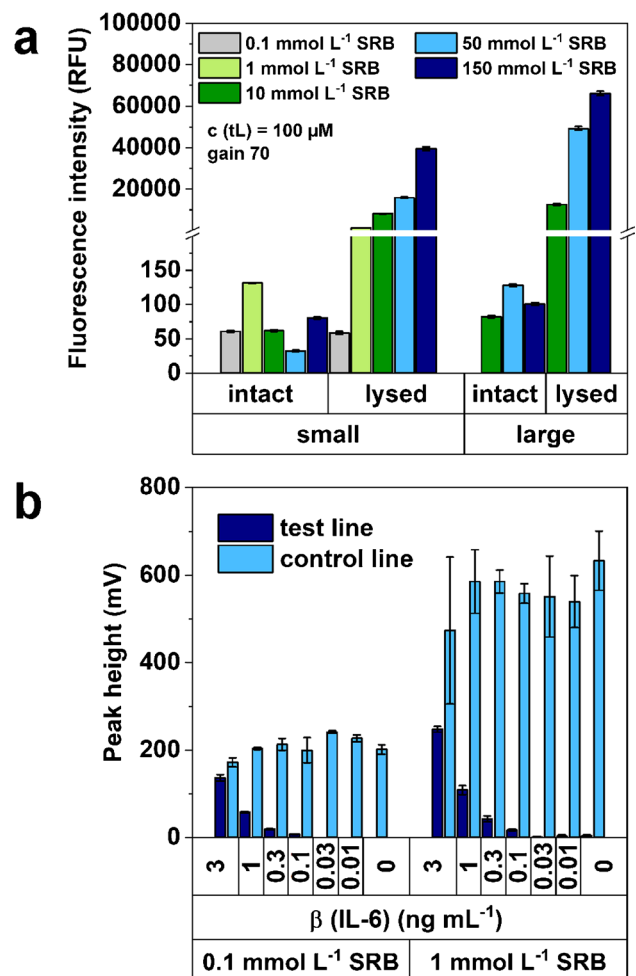 a
Fluorescence intensity (RFU)
100000
80000
60000
40000
20000
150
100
50
0
0.1 mmol L⁻¹ SRB
1 mmol L⁻¹ SRB
10 mmol L⁻¹ SRB
50 mmol L⁻¹ SRB
150 mmol L⁻¹ SRB
c (tL) = 100 µM
gain 70
intact lysed intact lysed
small large
b
Peak height (mV)
800
600
400
200
0
test line
control line
3 1 0.3 0.1 0.03 0.01 0 3 1 0.3 0.1 0.03 0.01 0
β (IL-6) (ng mL⁻¹)
0.1 mmol L⁻¹ SRB 1 mmol L⁻¹ SRB